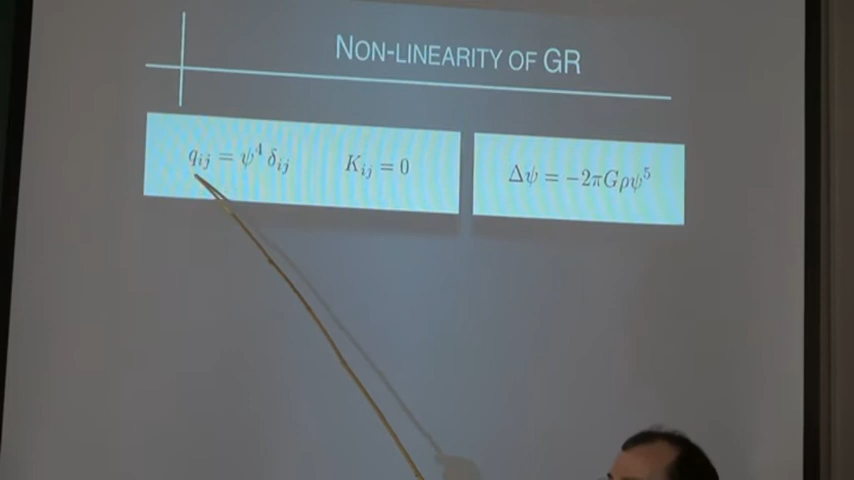 NON-LINEARITY OF GR
q_{ij} = ψ^4 δ_{ij} K_{ij} = 0
Δψ = −2πGρψ^5